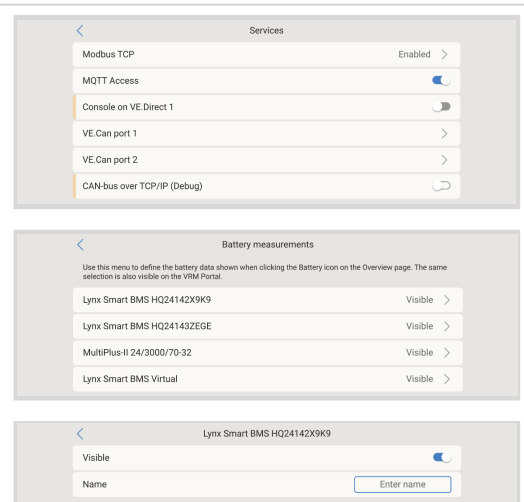 Services
Modbus TCP Enabled
MQTT Access
Console on VE.Direct 1
VE.Can port 1
VE.Can port 2
CAN-bus over TCP/IP (Debug)
Battery measurements
Use this menu to define the battery data shown when clicking the Battery icon on the Overview page. The same
selection is also visible on the VRM Portal.
Lynx Smart BMS HQ24142X9K9 Visible
Lynx Smart BMS HQ24143ZEGE Visible
MultiPlus-II 24/3000/70-32 Visible
Lynx Smart BMS Virtual Visible
Lynx Smart BMS HQ24142X9K9
Visible
Name Enter name